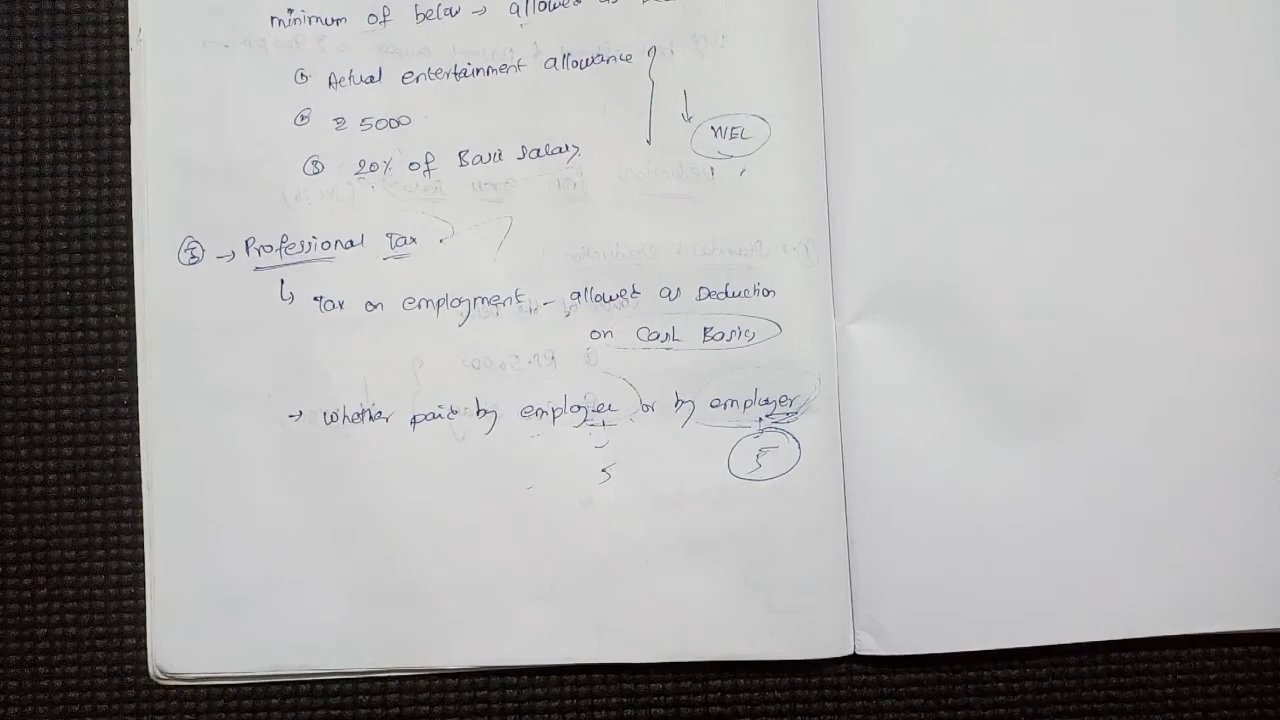 minimum of below → allowed as
① Actual entertainment allowance
② ₹ 5000
WEL
③ 20% of Basic salary.
③ → Professional Tax
↳ Tax on employment - allowed as Deduction
on Cash Basis
→ Whether paid by employee or by employer